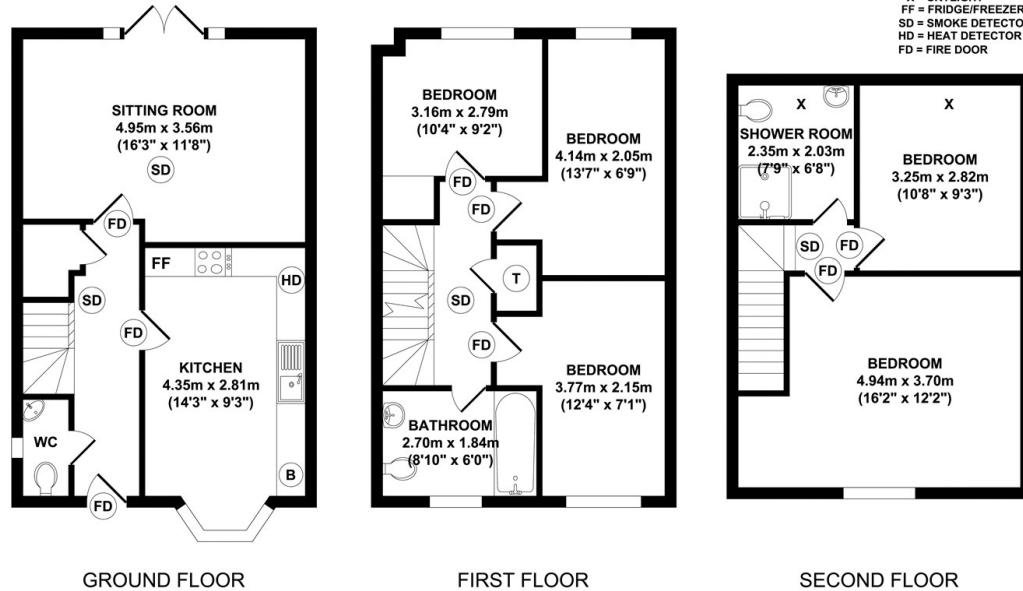 FF = FRIDGE/FREEZER
SD = SMOKE DETECTO
HD = HEAT DETECTOR
FD = FIRE DOOR
SITTING ROOM
4.95m x 3.56m
(16'3" x 11'8")
SD
FD
FF
HD
SD
FD
KITCHEN
4.35m x 2.81m
(14'3" x 9'3")
WC
B
FD
GROUND FLOOR
BEDROOM
3.16m x 2.79m
(10'4" x 9'2")
BEDROOM
4.14m x 2.05m
(13'7" x 6'9")
FD
FD
T
SD
FD
BEDROOM
3.77m x 2.15m
(12'4" x 7'1")
BATHROOM
2.70m x 1.84m
(8'10" x 6'0")
FIRST FLOOR
X
X
SHOWER ROOM
2.35m x 2.03m
(7'9" x 6'8")
BEDROOM
3.25m x 2.82m
(10'8" x 9'3")
SD
FD
FD
BEDROOM
4.94m x 3.70m
(16'2" x 12'2")
SECOND FLOOR